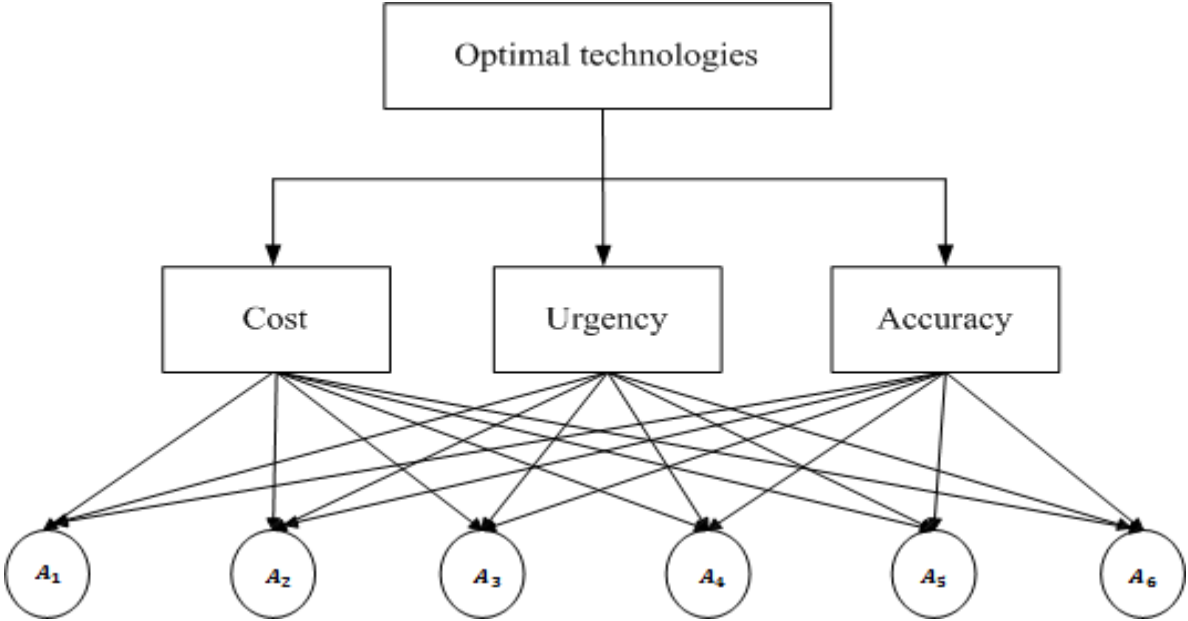 Optimal technologies
Cost
Urgency
Accuracy
A₁
A₂
A₃
A₄
A₅
A₆